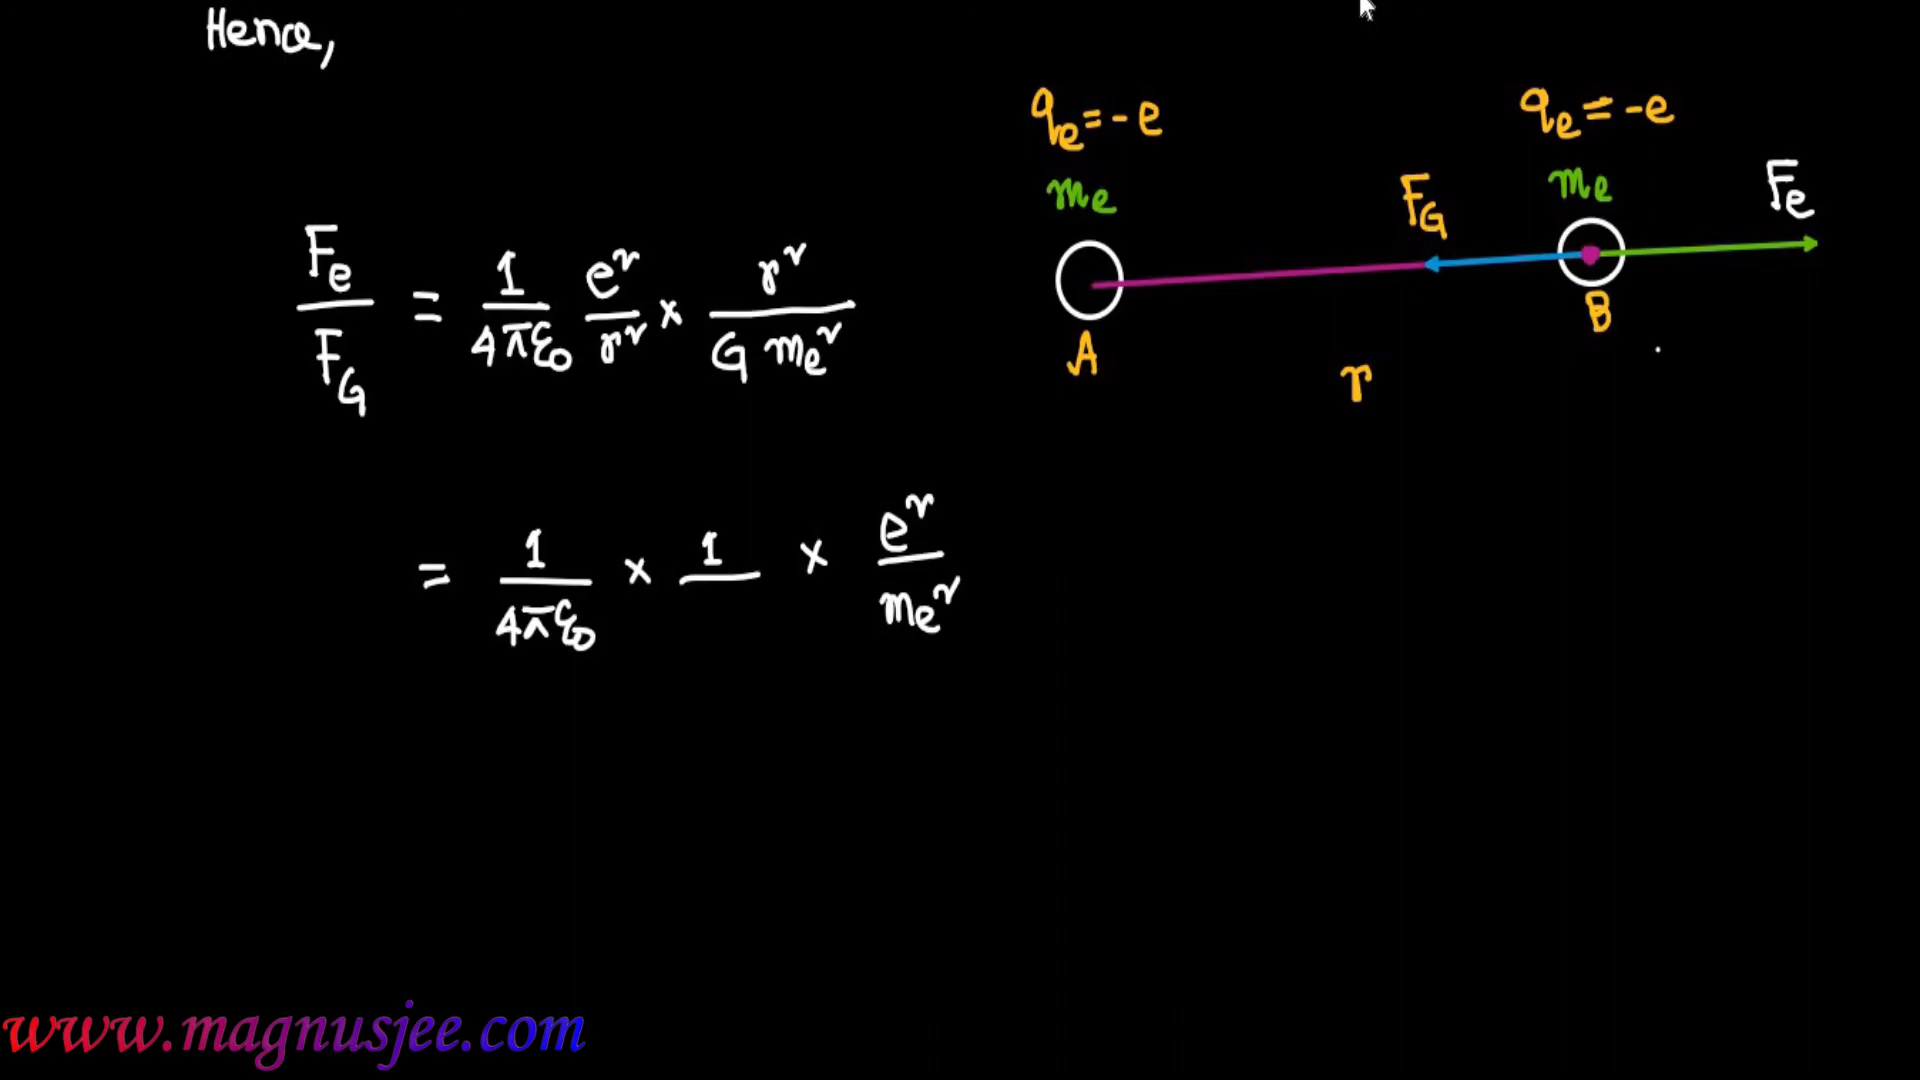 Hence,
qe = -e
qe = -e
me
me
FG
Fe
A
B
r
Fe/FG = 1/4πε0 e²/r² × r²/G me²
= 1/4πε0 × 1/ × e²/me²
www.magnusjee.com